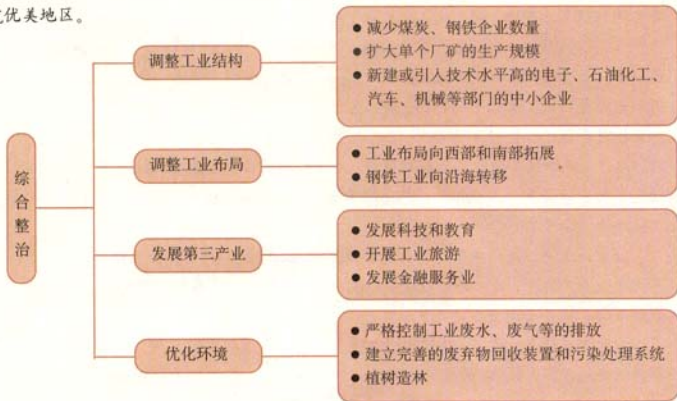 优美地区。
综合整治
调整工业结构
● 减少煤炭、钢铁企业数量
● 扩大单个厂矿的生产规模
● 新建或引入技术水平高的电子、石油化工、
汽车、机械等部门的中小企业
调整工业布局
● 工业布局向西部和南部拓展
● 钢铁工业向沿海转移
发展第三产业
● 发展科技和教育
● 开展工业旅游
● 发展金融服务业
优化环境
● 严格控制工业废水、废气等的排放
● 建立完善的废弃物回收装置和污染处理系统
● 植树造林